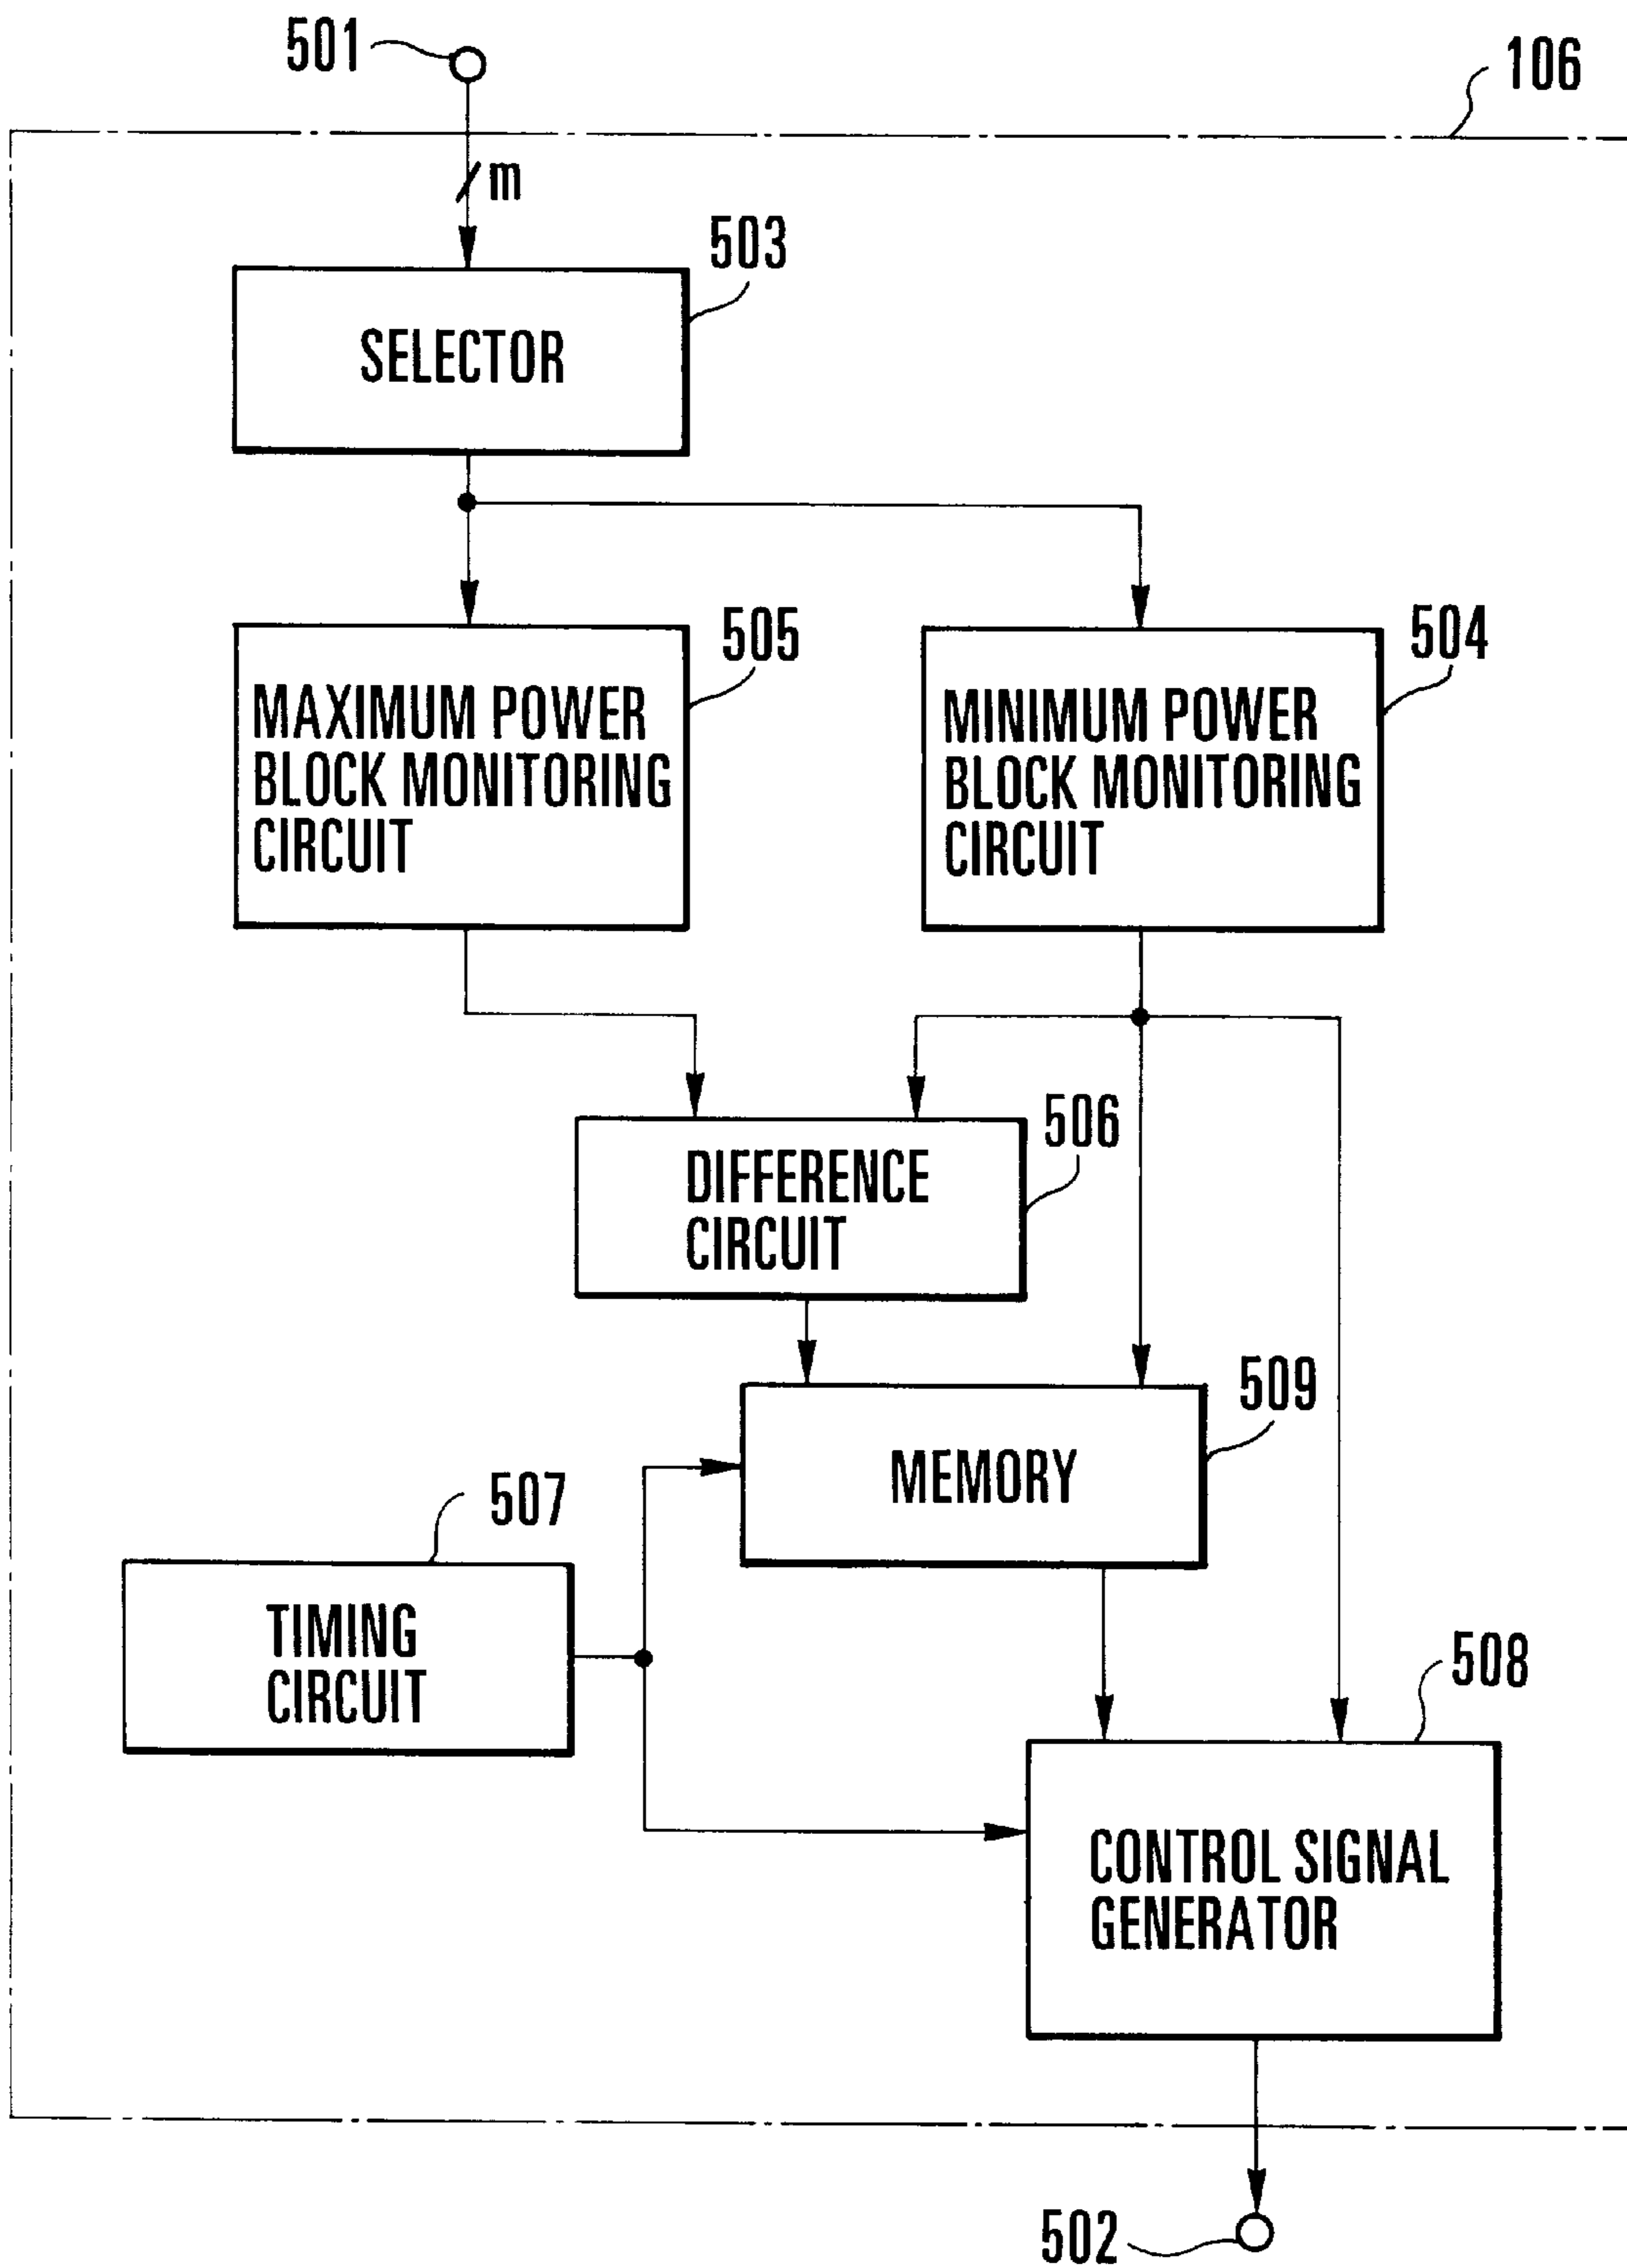 501
106
m
503
SELECTOR
505
504
MAXIMUM POWER
BLOCK MONITORING
CIRCUIT
MINIMUM POWER
BLOCK MONITORING
CIRCUIT
506
DIFFERENCE
CIRCUIT
509
MEMORY
507
TIMING
CIRCUIT
508
CONTROL SIGNAL
GENERATOR
502